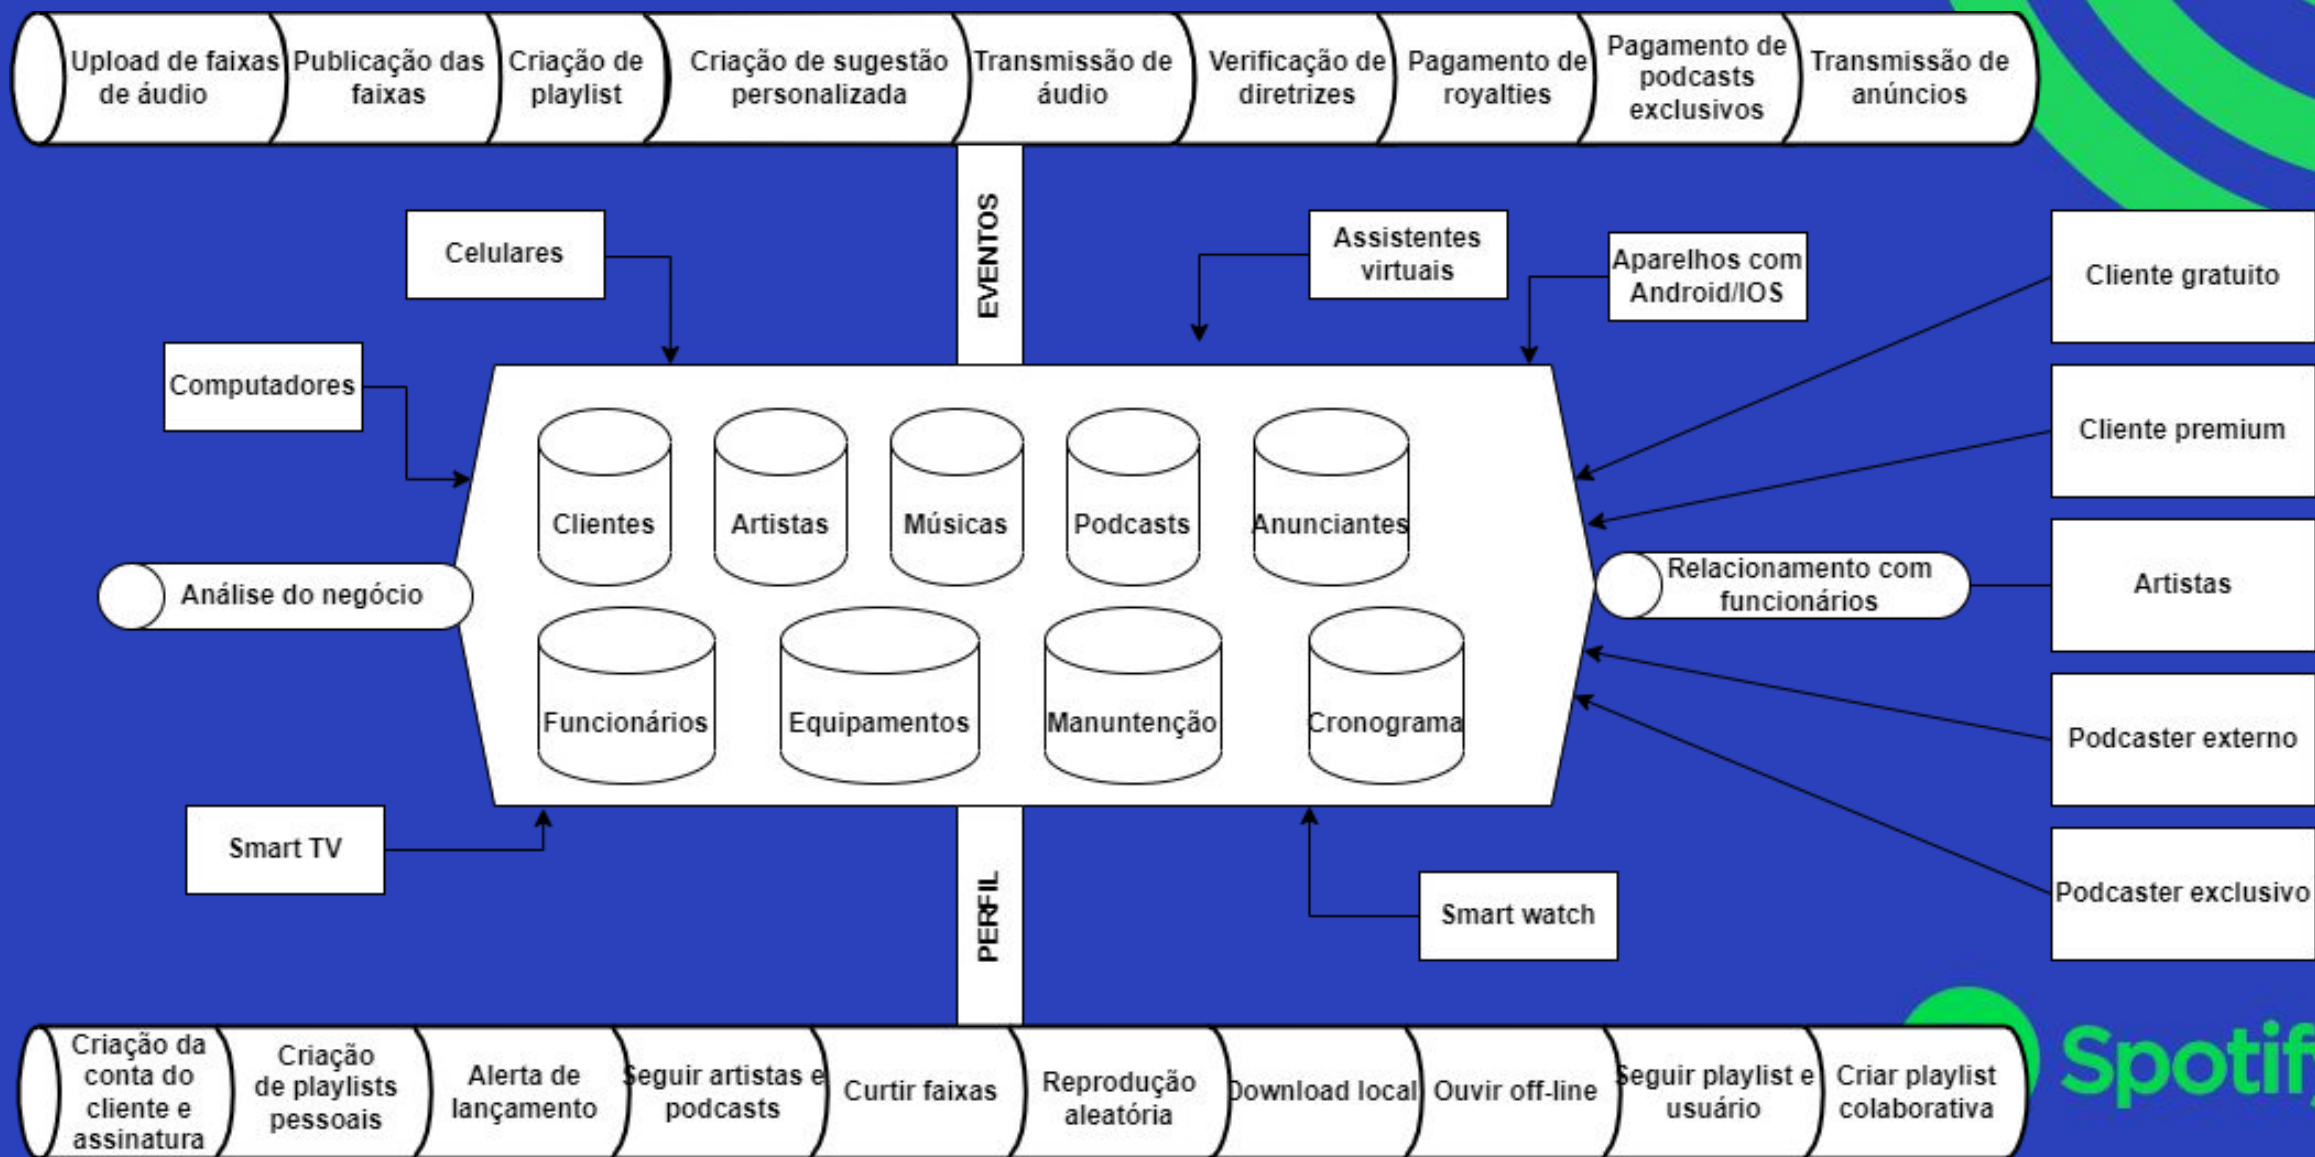 Upload de faixas
de áudio
Publicação das
faixas
Criação de
playlist
Criação de sugestão
personalizada
Transmissão de
áudio
Verificação de
diretrizes
Pagamento de
royalties
Pagamento de
podcasts
exclusivos
Transmissão de
anúncios
EVENTOS
Celulares
Assistentes
virtuais
Aparelhos com
Android/IOS
Cliente gratuito
Computadores
Cliente premium
Clientes
Artistas
Músicas
Podcasts
Anunciantes
Análise do negócio
Relacionamento com
funcionários
Artistas
Funcionários
Equipamentos
Manuntenção
Cronograma
Podcaster externo
Smart TV
PERFIL
Smart watch
Podcaster exclusivo
Criação da
conta do
cliente e
assinatura
Criação
de playlists
pessoais
Alerta de
lançamento
Seguir artistas e
podcasts
Curtir faixas
Reprodução
aleatória
Download local
Ouvir off-line
Seguir playlist e
usuário
Criar playlist
colaborativa
Spotify